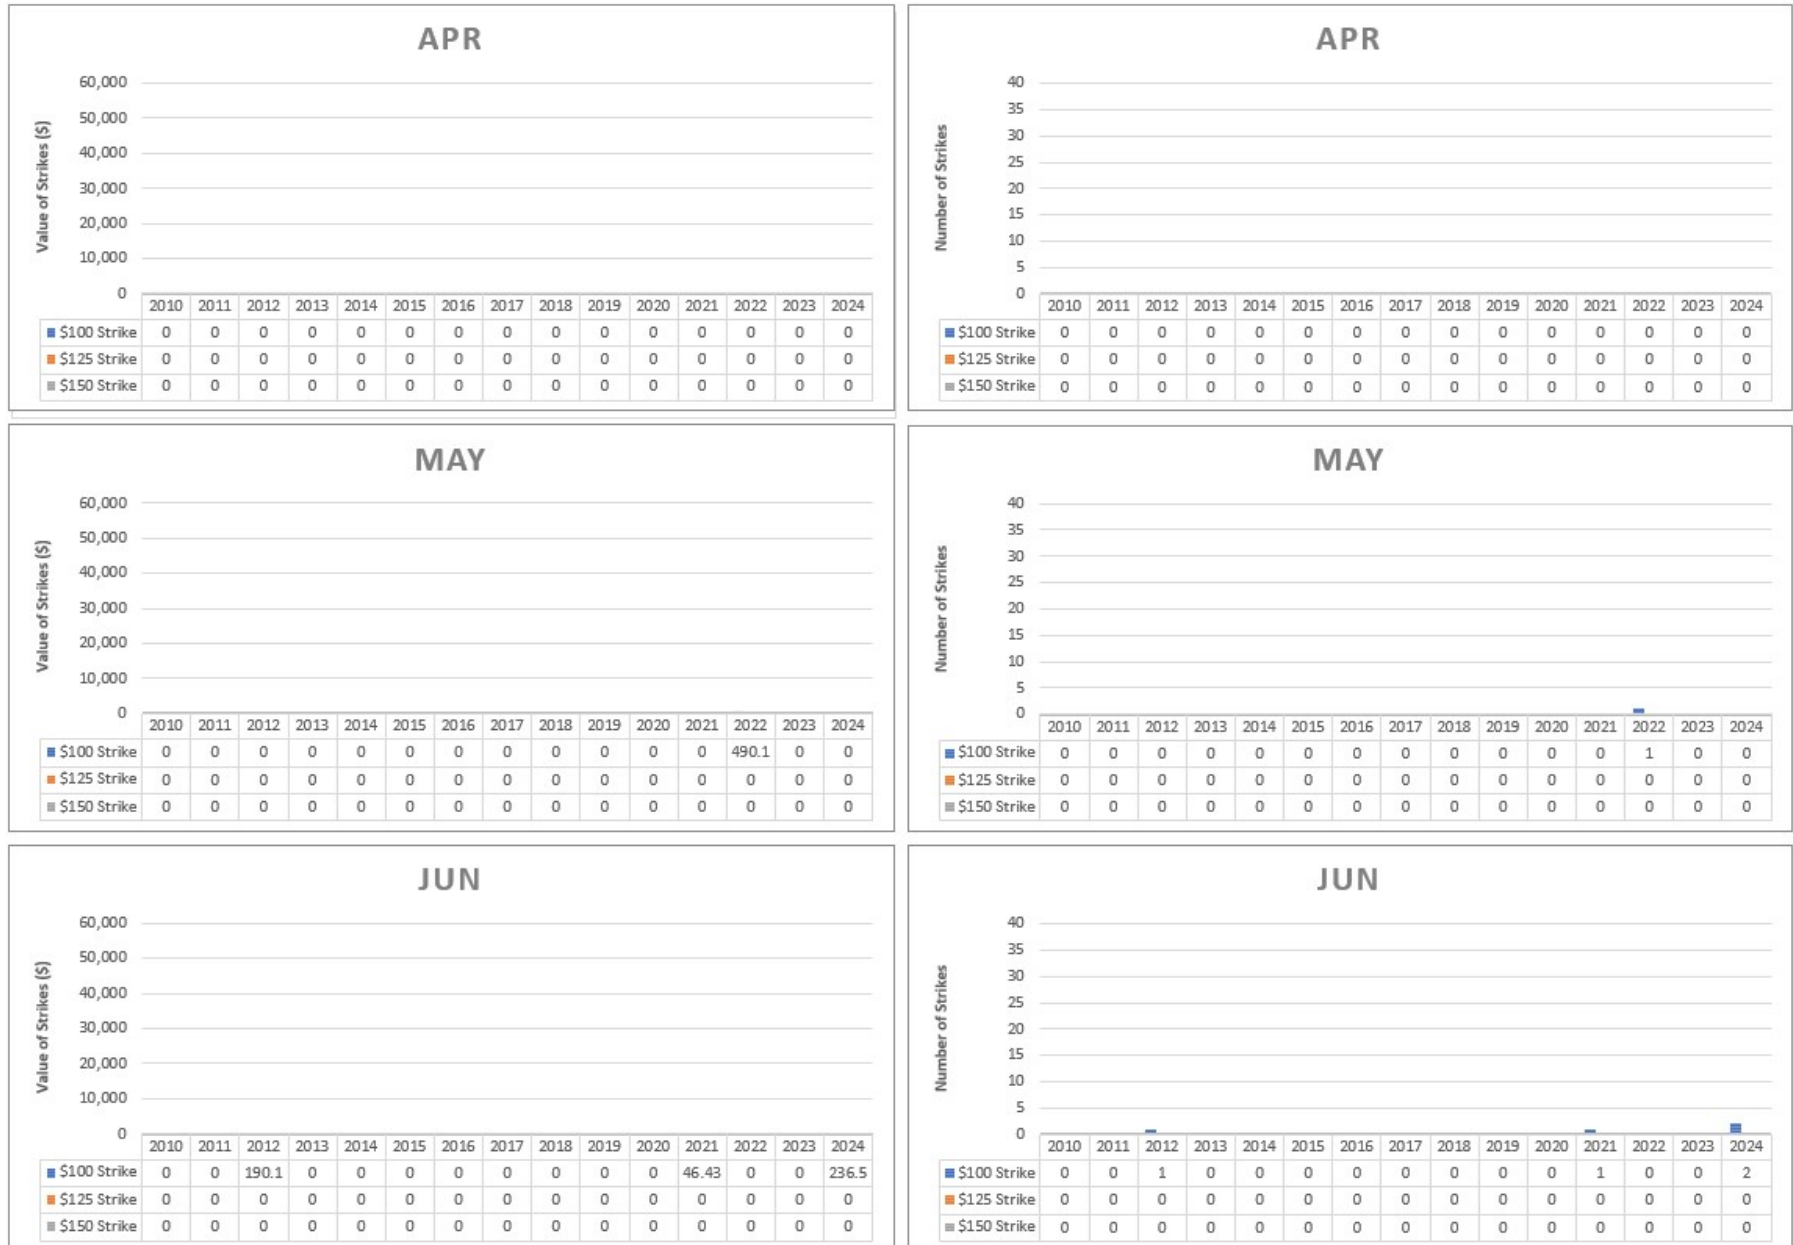 APR
Value of Strikes ($)
60,000
50,000
40,000
30,000
20,000
10,000
0
2010 2011 2012 2013 2014 2015 2016 2017 2018 2019 2020 2021 2022 2023 2024
$100 Strike 0 0 0 0 0 0 0 0 0 0 0 0 0 0 0
$125 Strike 0 0 0 0 0 0 0 0 0 0 0 0 0 0 0
$150 Strike 0 0 0 0 0 0 0 0 0 0 0 0 0 0 0
APR
Number of Strikes
40
35
30
25
20
15
10
5
0
2010 2011 2012 2013 2014 2015 2016 2017 2018 2019 2020 2021 2022 2023 2024
$100 Strike 0 0 0 0 0 0 0 0 0 0 0 0 0 0 0
$125 Strike 0 0 0 0 0 0 0 0 0 0 0 0 0 0 0
$150 Strike 0 0 0 0 0 0 0 0 0 0 0 0 0 0 0
MAY
Value of Strikes ($)
60,000
50,000
40,000
30,000
20,000
10,000
0
2010 2011 2012 2013 2014 2015 2016 2017 2018 2019 2020 2021 2022 2023 2024
$100 Strike 0 0 0 0 0 0 0 0 0 0 0 0 490.1 0 0
$125 Strike 0 0 0 0 0 0 0 0 0 0 0 0 0 0 0
$150 Strike 0 0 0 0 0 0 0 0 0 0 0 0 0 0 0
MAY
Number of Strikes
40
35
30
25
20
15
10
5
0
2010 2011 2012 2013 2014 2015 2016 2017 2018 2019 2020 2021 2022 2023 2024
$100 Strike 0 0 0 0 0 0 0 0 0 0 0 0 1 0 0
$125 Strike 0 0 0 0 0 0 0 0 0 0 0 0 0 0 0
$150 Strike 0 0 0 0 0 0 0 0 0 0 0 0 0 0 0
JUN
Value of Strikes ($)
60,000
50,000
40,000
30,000
20,000
10,000
0
2010 2011 2012 2013 2014 2015 2016 2017 2018 2019 2020 2021 2022 2023 2024
$100 Strike 0 0 190.1 0 0 0 0 0 0 0 0 46.43 0 0 236.5
$125 Strike 0 0 0 0 0 0 0 0 0 0 0 0 0 0 0
$150 Strike 0 0 0 0 0 0 0 0 0 0 0 0 0 0 0
JUN
Number of Strikes
40
35
30
25
20
15
10
5
0
2010 2011 2012 2013 2014 2015 2016 2017 2018 2019 2020 2021 2022 2023 2024
$100 Strike 0 0 1 0 0 0 0 0 0 0 0 1 0 0 2
$125 Strike 0 0 0 0 0 0 0 0 0 0 0 0 0 0 0
$150 Strike 0 0 0 0 0 0 0 0 0 0 0 0 0 0 0